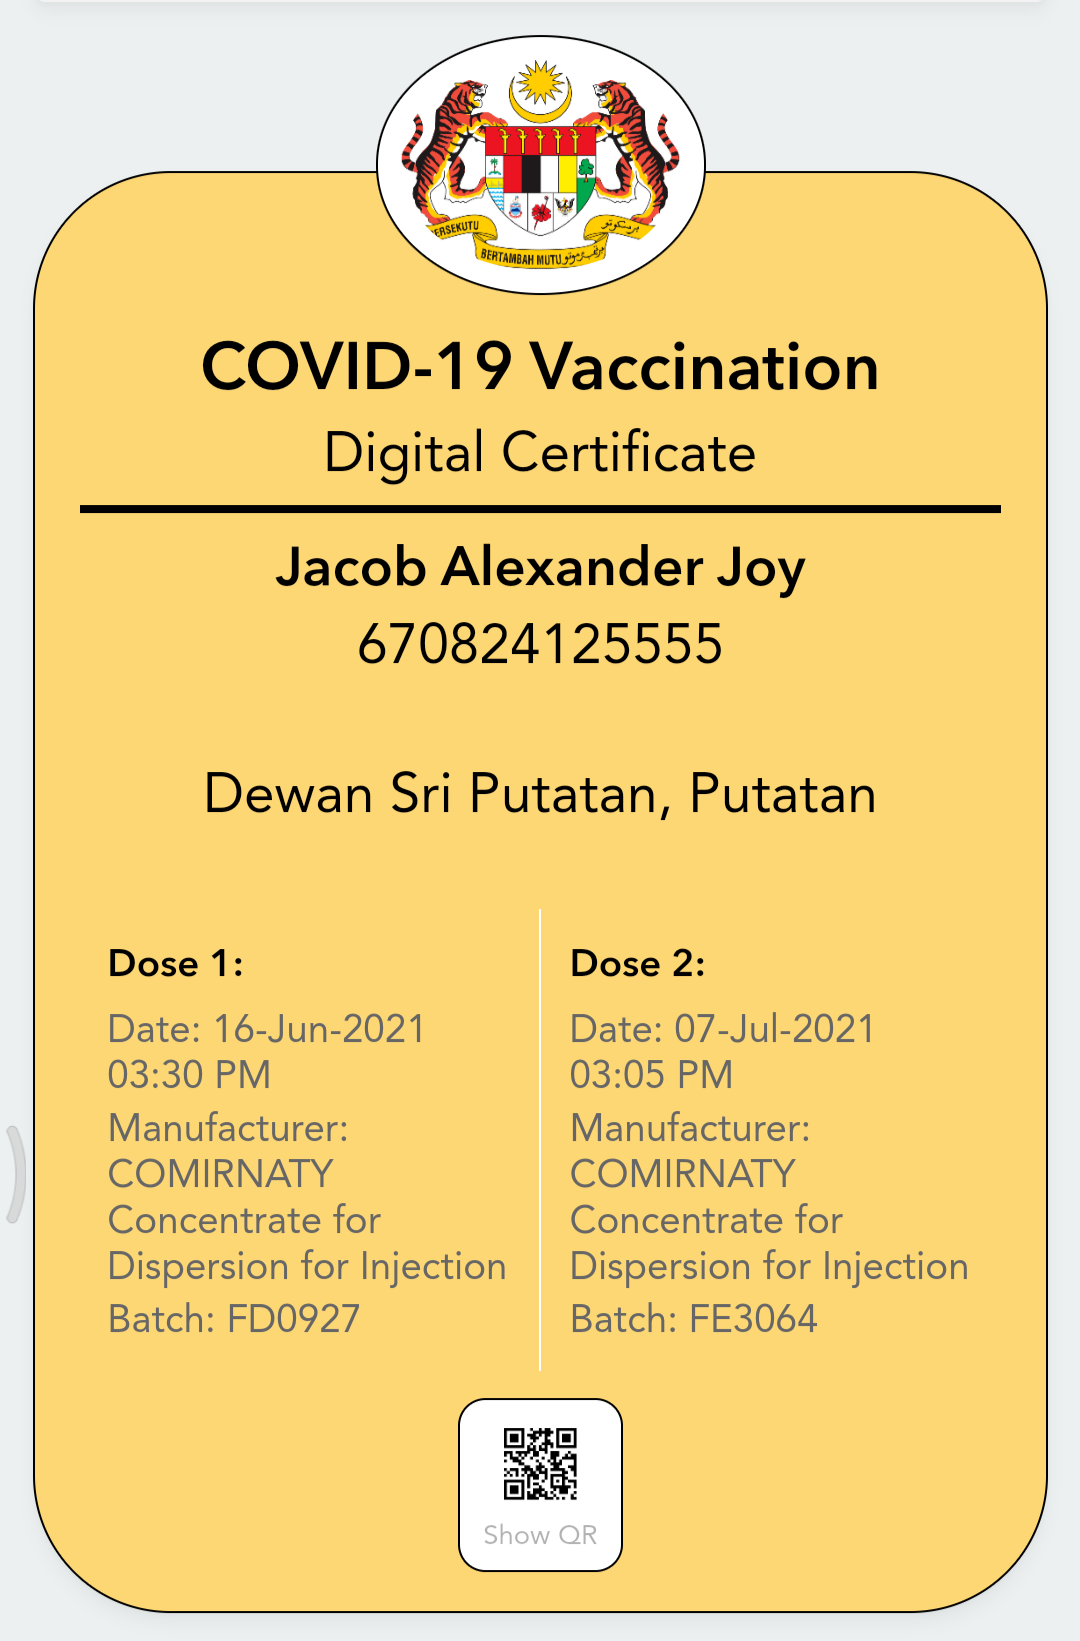 ERSEKUTU
BERTAMBAH MUTU
COVID-19 Vaccination
Digital Certificate
Jacob Alexander Joy
670824125555
Dewan Sri Putatan, Putatan
Dose 1:
Date: 16-Jun-2021
03:30 PM
Manufacturer:
COMIRNATY
Concentrate for
Dispersion for Injection
Batch: FD0927
Dose 2:
Date: 07-Jul-2021
03:05 PM
Manufacturer:
COMIRNATY
Concentrate for
Dispersion for Injection
Batch: FE3064
Show QR